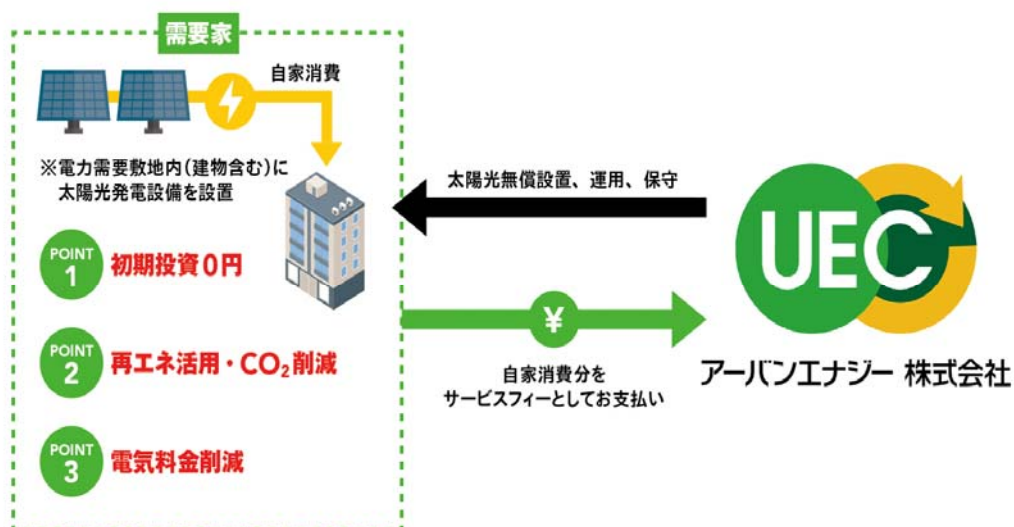 需要家
自家消費
※電力需要敷地内(建物含む)に
太陽光発電設備を設置
太陽光無償設置、運用、保守
POINT
1
初期投資0円
POINT
2
再エネ活用・CO₂削減
POINT
3
電気料金削減
¥
自家消費分を
サービスフィーとしてお支払い
UEC
アーバンエナジー 株式会社